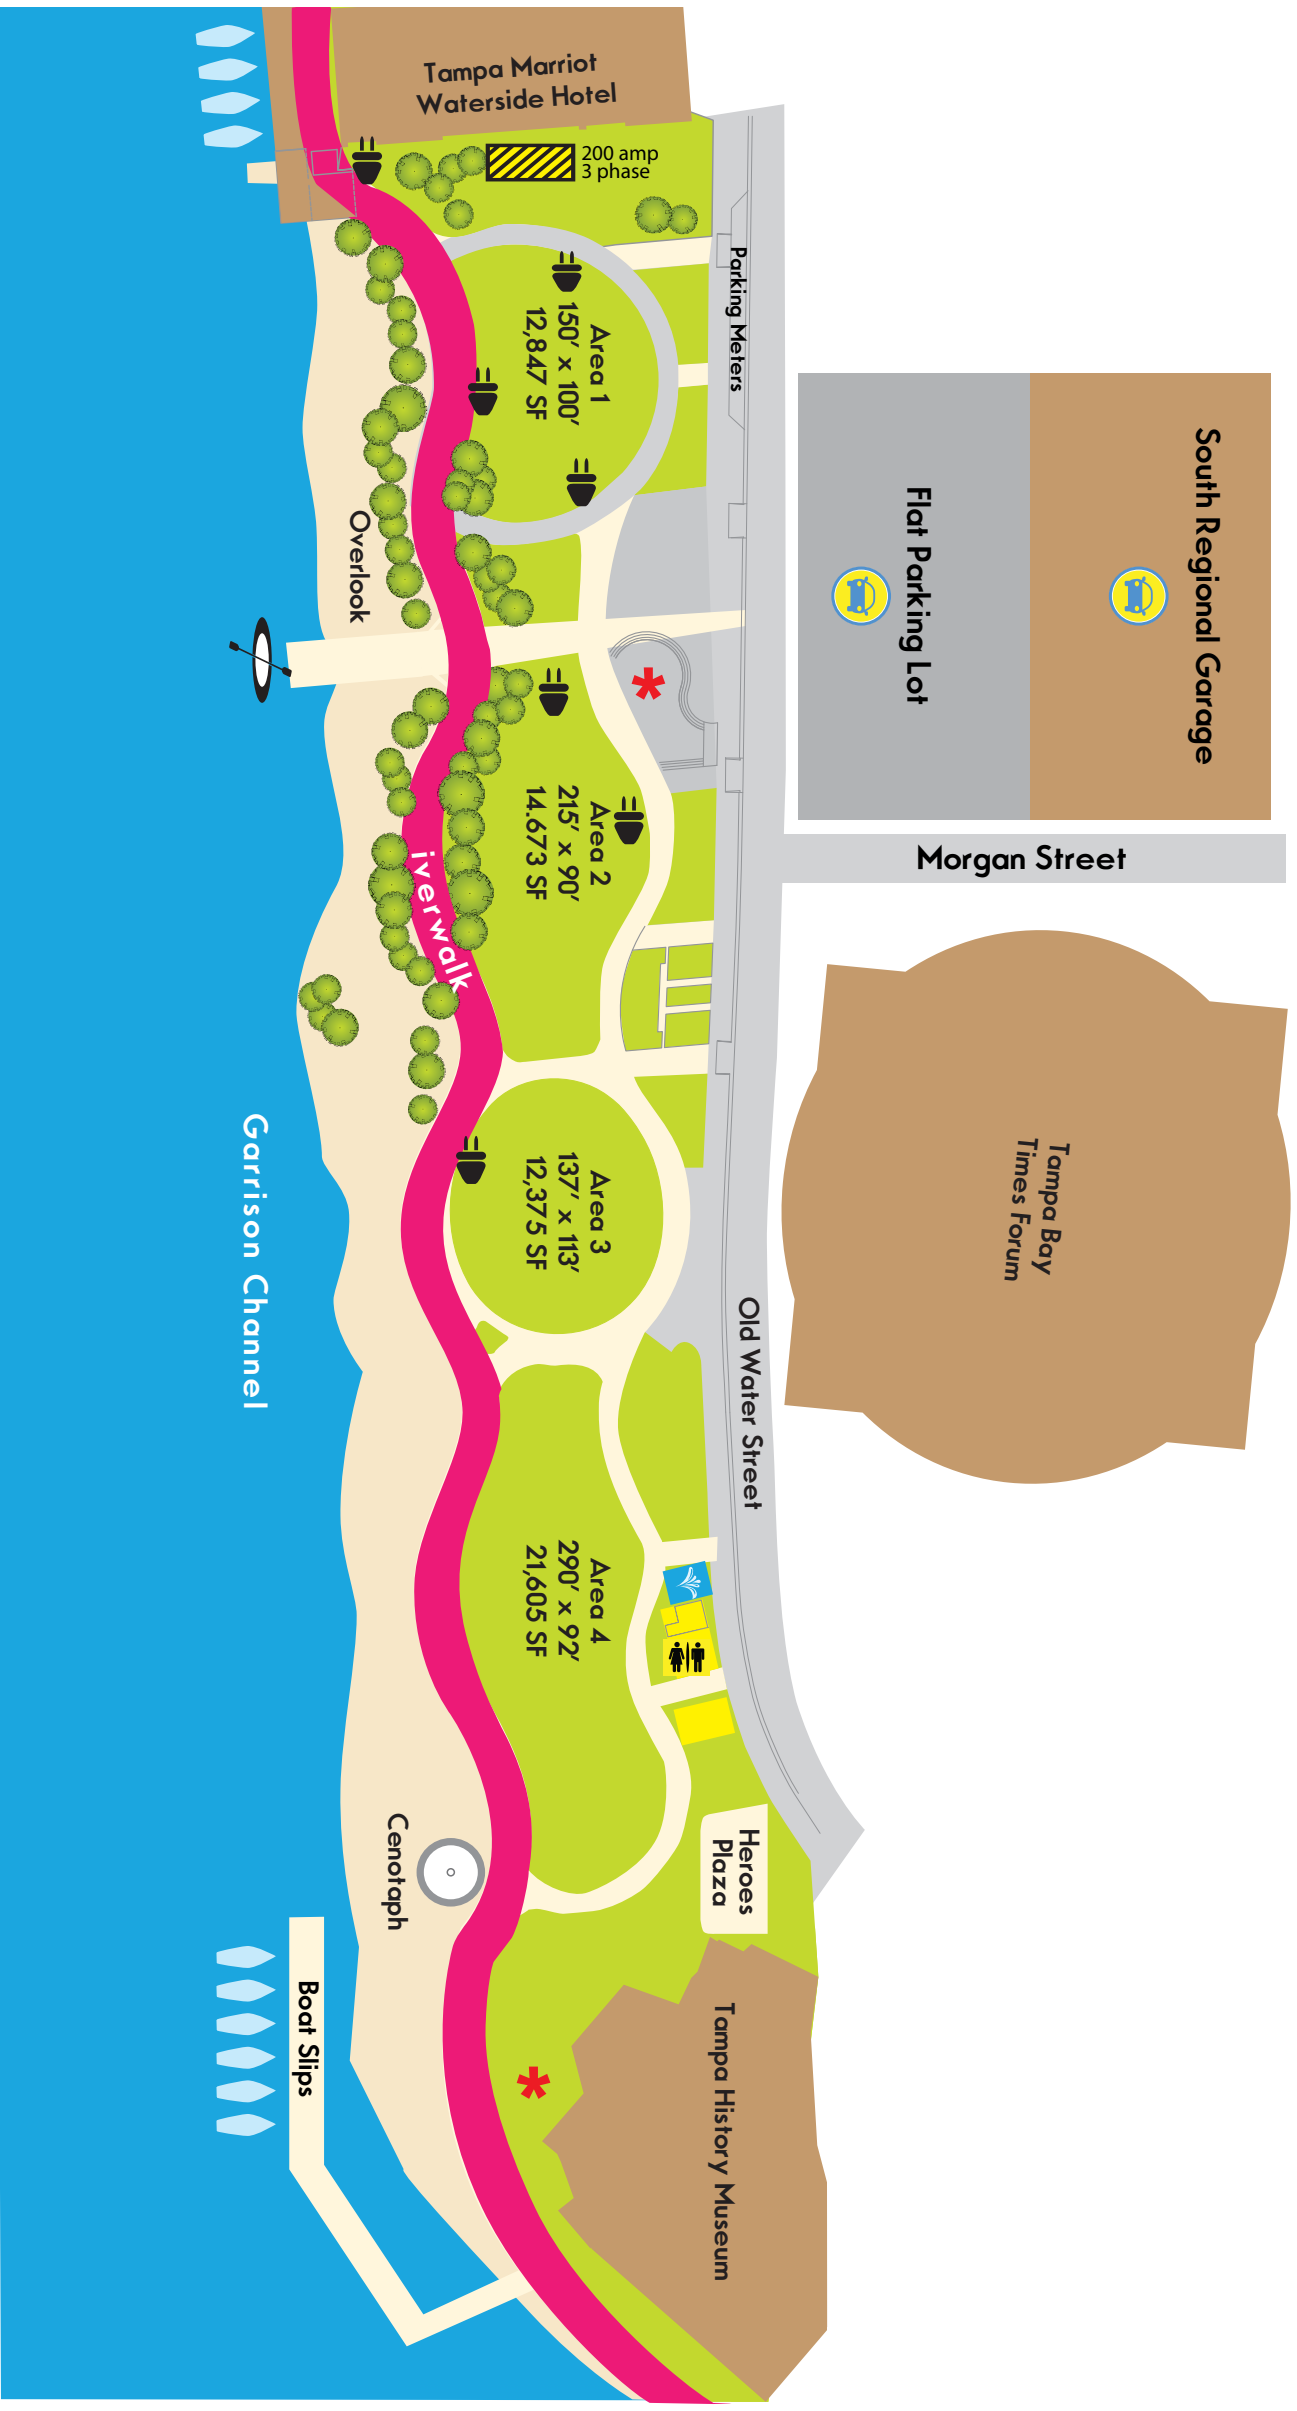 Tampa Marriot
Waterside Hotel
200 amp
3 phase
Parking Meters
Area 1
150' x 100'
12,847 SF
South Regional Garage
Flat Parking Lot
Overlook
Morgan Street
Area 2
215' x 90'
14.673 SF
iverwalk
Tampa Bay
Times Forum
Garrison Channel
Area 3
137' x 113'
12,375 SF
Old Water Street
Area 4
290' x 92'
21,605 SF
Heroes
Plaza
Cenotaph
Boat Slips
Tampa History Museum